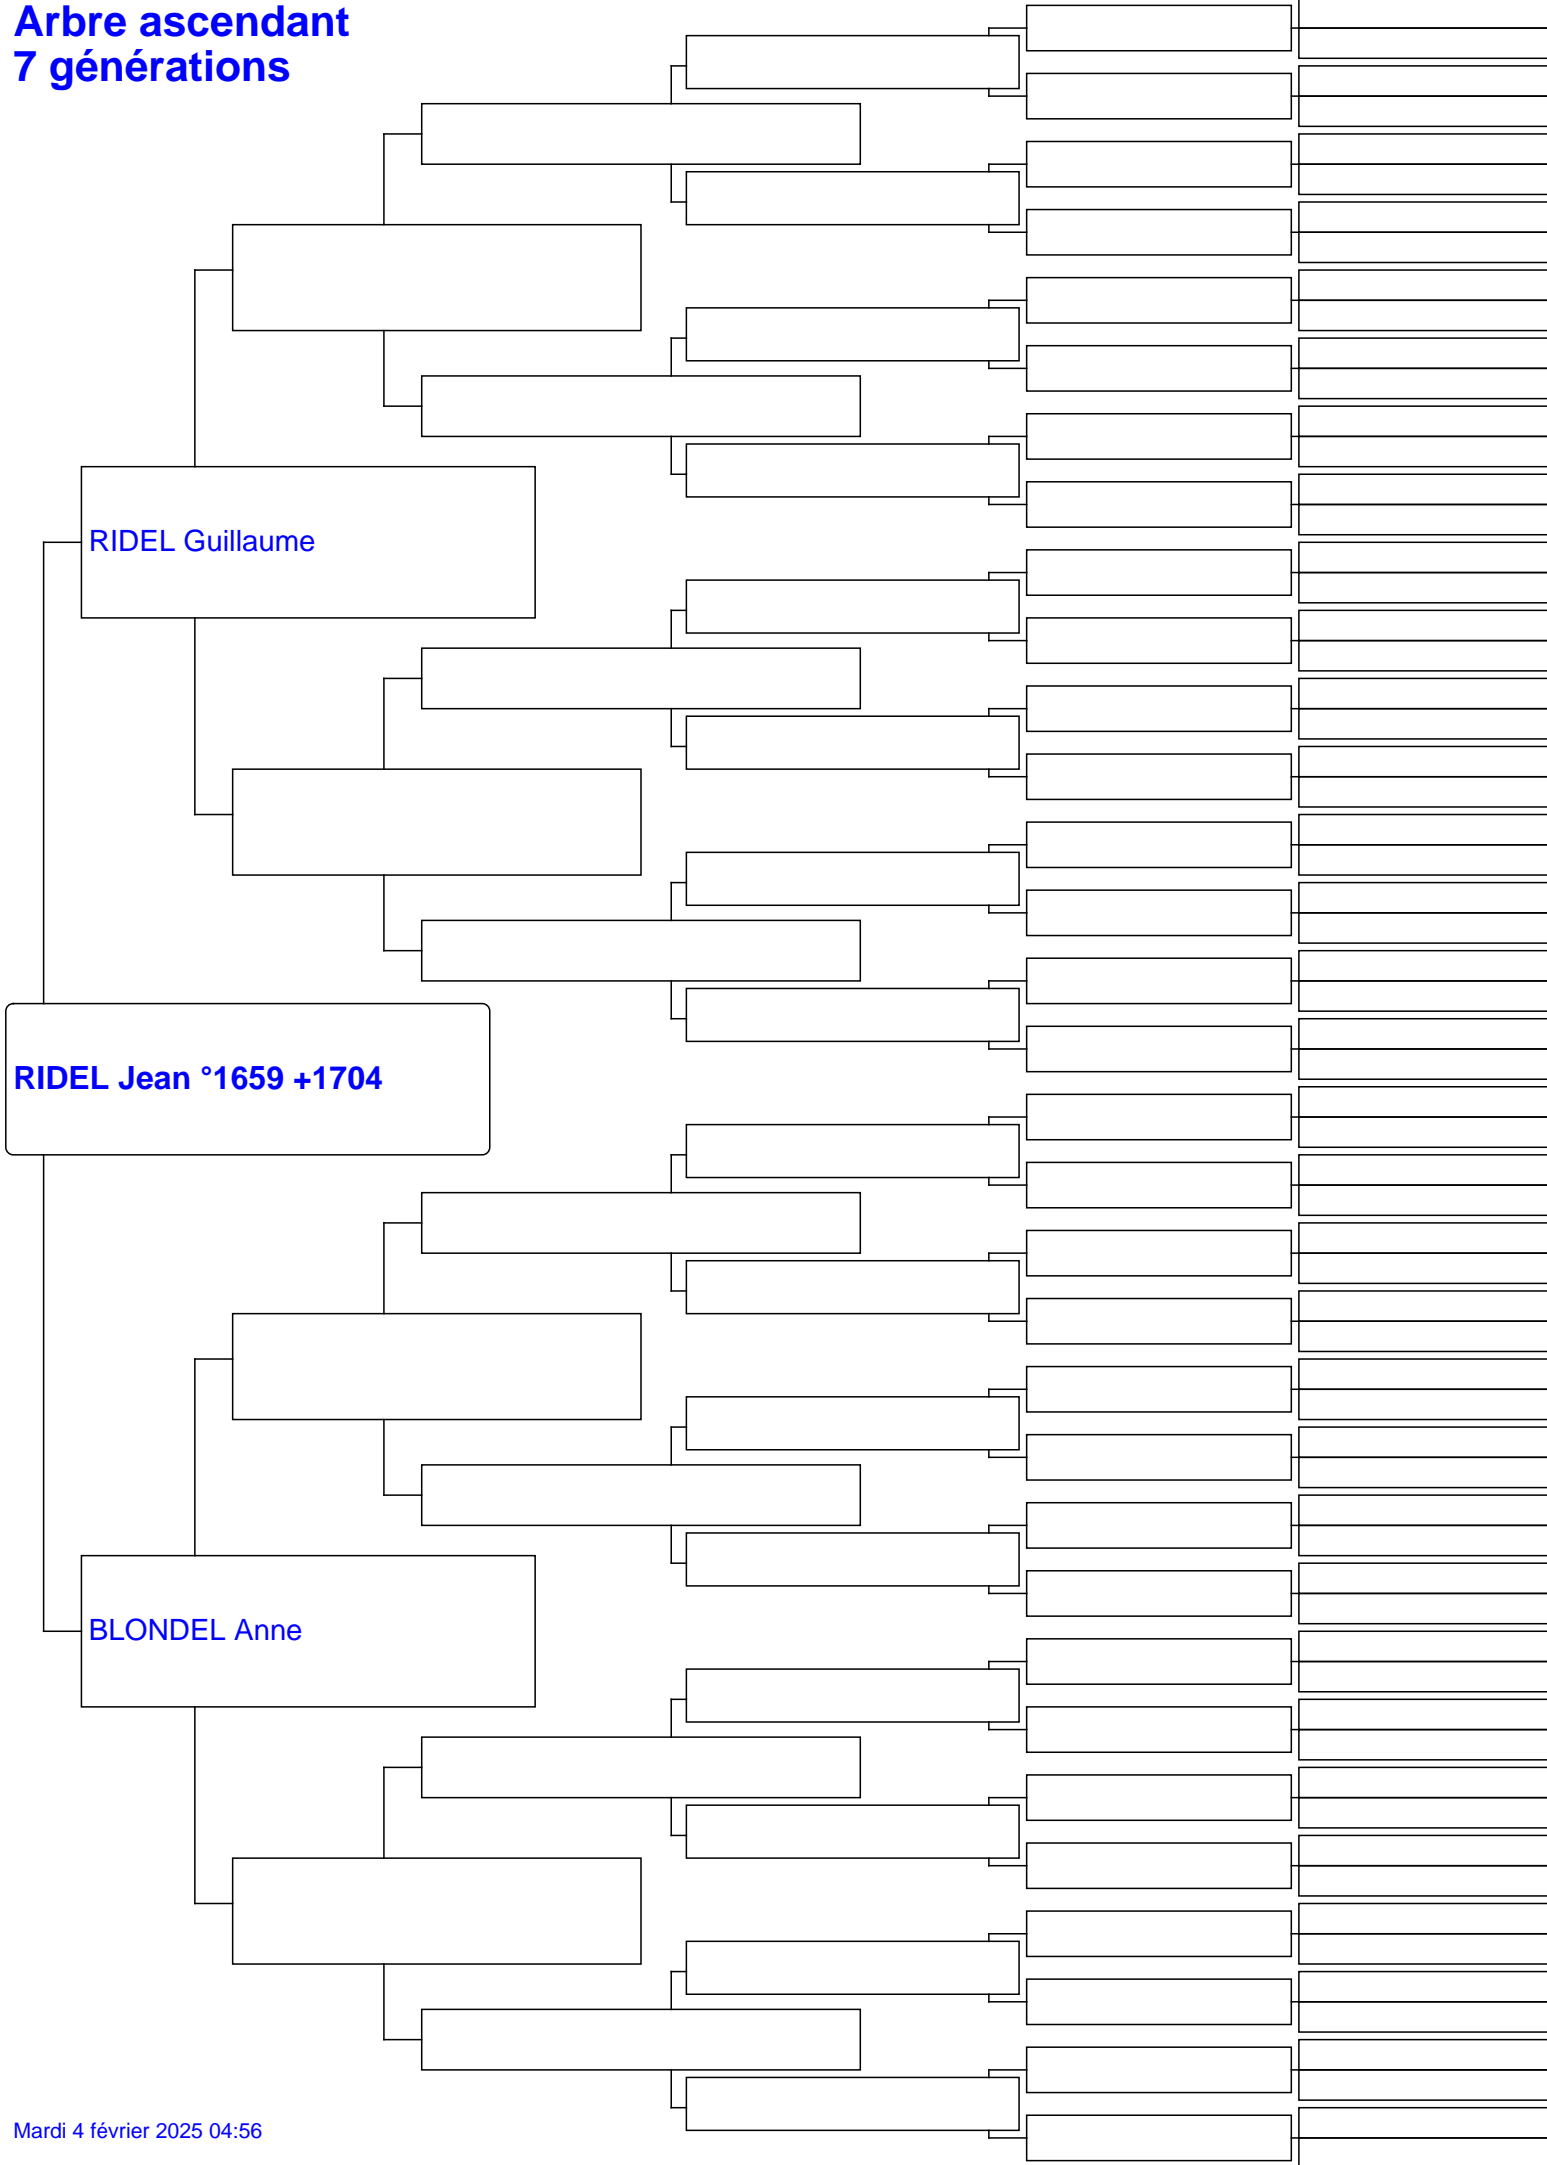 Arbre ascendant
7 générations
RIDEL Guillaume
RIDEL Jean °1659 +1704
BLONDEL Anne
Mardi 4 février 2025 04:56